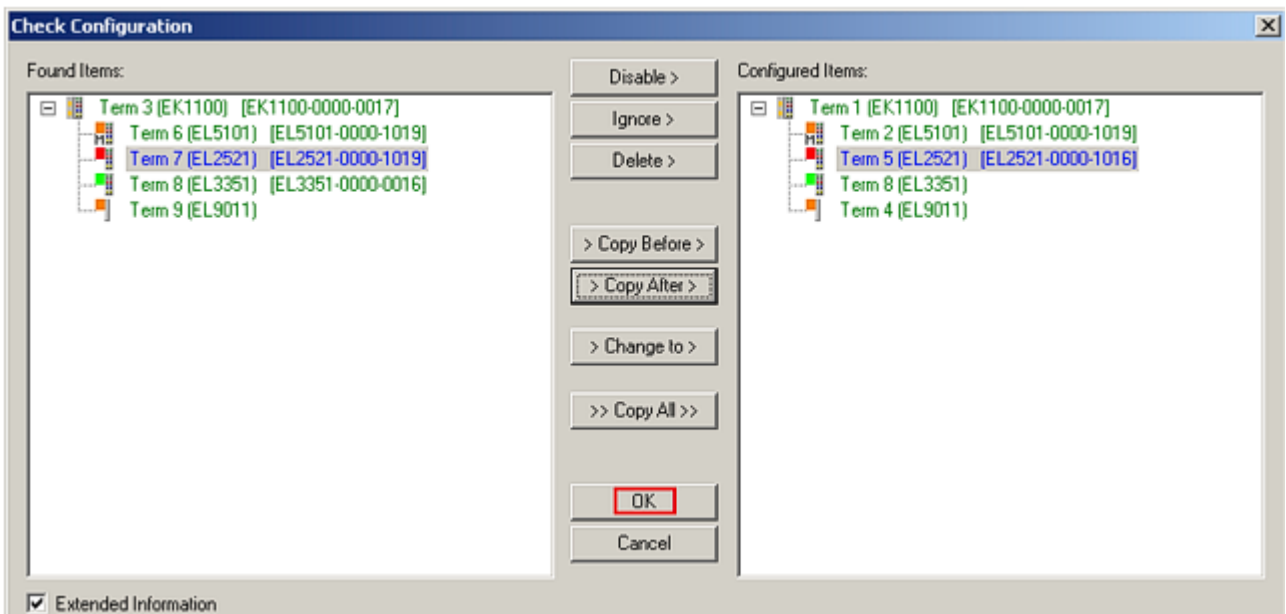 Check Configuration
Found Items:
Term 3 (EK1100) [EK1100-0000-0017]
Term 6 (EL5101) [EL5101-0000-1019]
Term 7 (EL2521) [EL2521-0000-1019]
Term 8 (EL3351) [EL3351-0000-0016]
Term 9 (EL9011)
Disable >
Ignore >
Delete >
> Copy Before >
> Copy After >
> Change to >
>> Copy All >>
OK
Cancel
Configured Items:
Term 1 (EK1100) [EK1100-0000-0017]
Term 2 (EL5101) [EL5101-0000-1019]
Term 5 (EL2521) [EL2521-0000-1016]
Term 8 (EL3351)
Term 4 (EL9011)
Extended Information